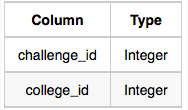 Column Type
challenge_id Integer
college_id Integer